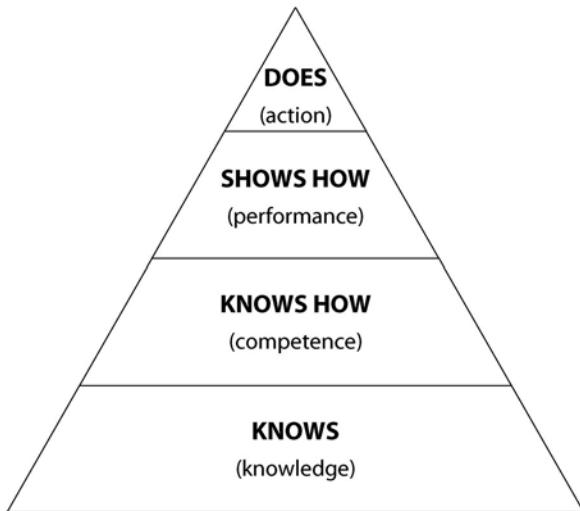 DOES
(action)
SHOWS HOW
(performance)
KNOWS HOW
(competence)
KNOWS
(knowledge)